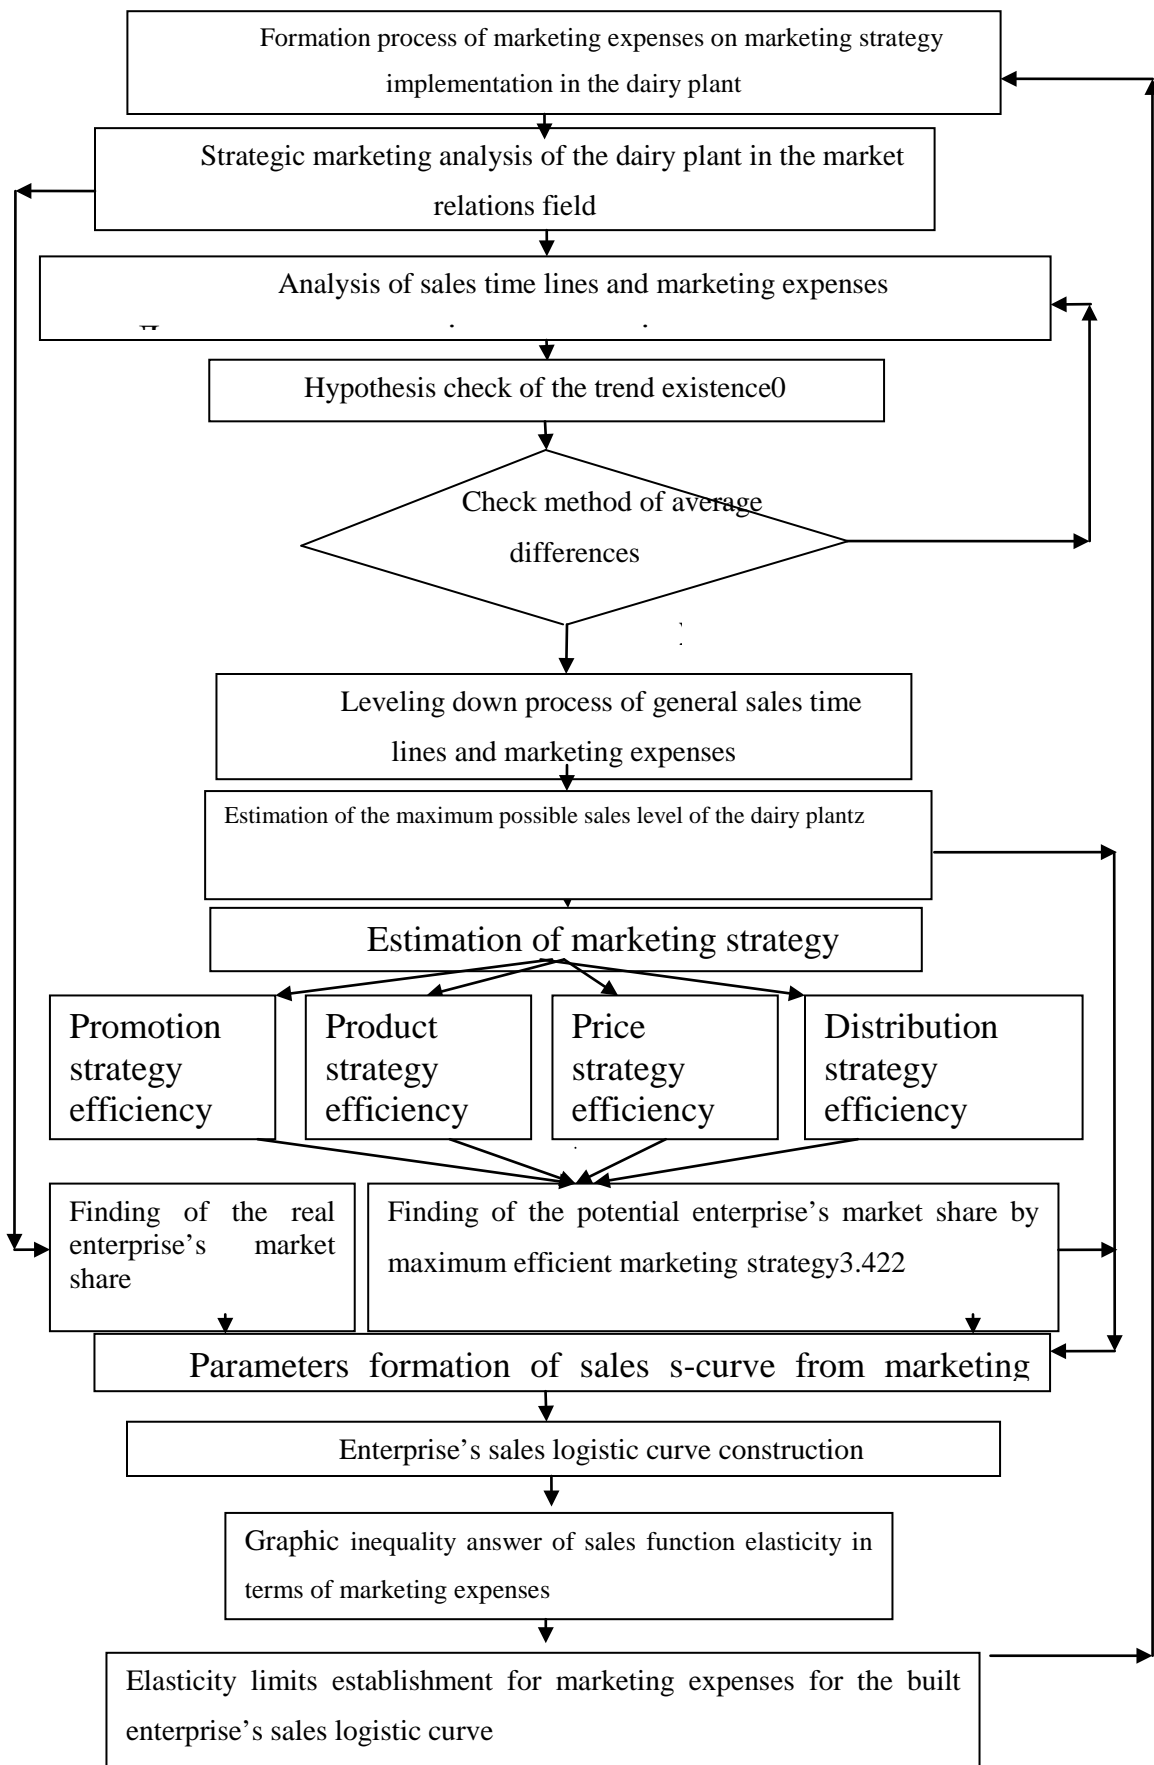 Formation process of marketing expenses on marketing strategy
implementation in the dairy plant
Strategic marketing analysis of the dairy plant in the market
relations field
Analysis of sales time lines and marketing expenses
Hypothesis check of the trend existence0
Check method of average
differences
Leveling down process of general sales time
lines and marketing expenses
Estimation of the maximum possible sales level of the dairy plantz
Estimation of marketing strategy
Promotion
strategy
efficiency
Product
strategy
efficiency
Price
strategy
efficiency
Distribution
strategy
efficiency
Finding of the real
enterprise’s market
share
Finding of the potential enterprise’s market share by
maximum efficient marketing strategy3.422
Parameters formation of sales s-curve from marketing
Enterprise’s sales logistic curve construction
Graphic inequality answer of sales function elasticity in
terms of marketing expenses
Elasticity limits establishment for marketing expenses for the built
enterprise’s sales logistic curve